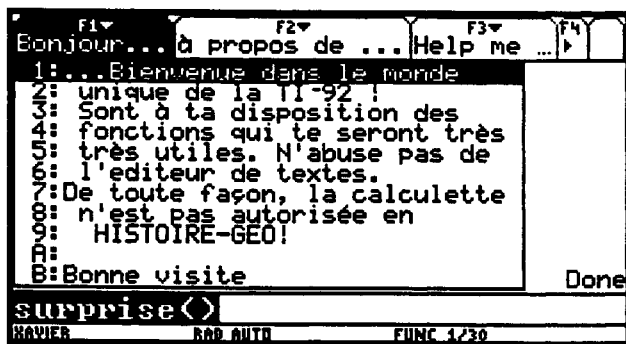 F1▾ F2▾ F3▾ F4
Bonjour... à propos de ... Help me ... ▸
1:...Bienvenue dans le monde
2: unique de la TI-92 !
3: Sont à ta disposition des
4: fonctions qui te seront très
5: très utiles. N'abuse pas de
6: l'editeur de textes.
7:De toute façon, la calculette
8: n'est pas autorisée en
9: HISTOIRE-GEO!
A:
B:Bonne visite
Done
surprise()
XAVIER RAD AUTO FUNC 1/30